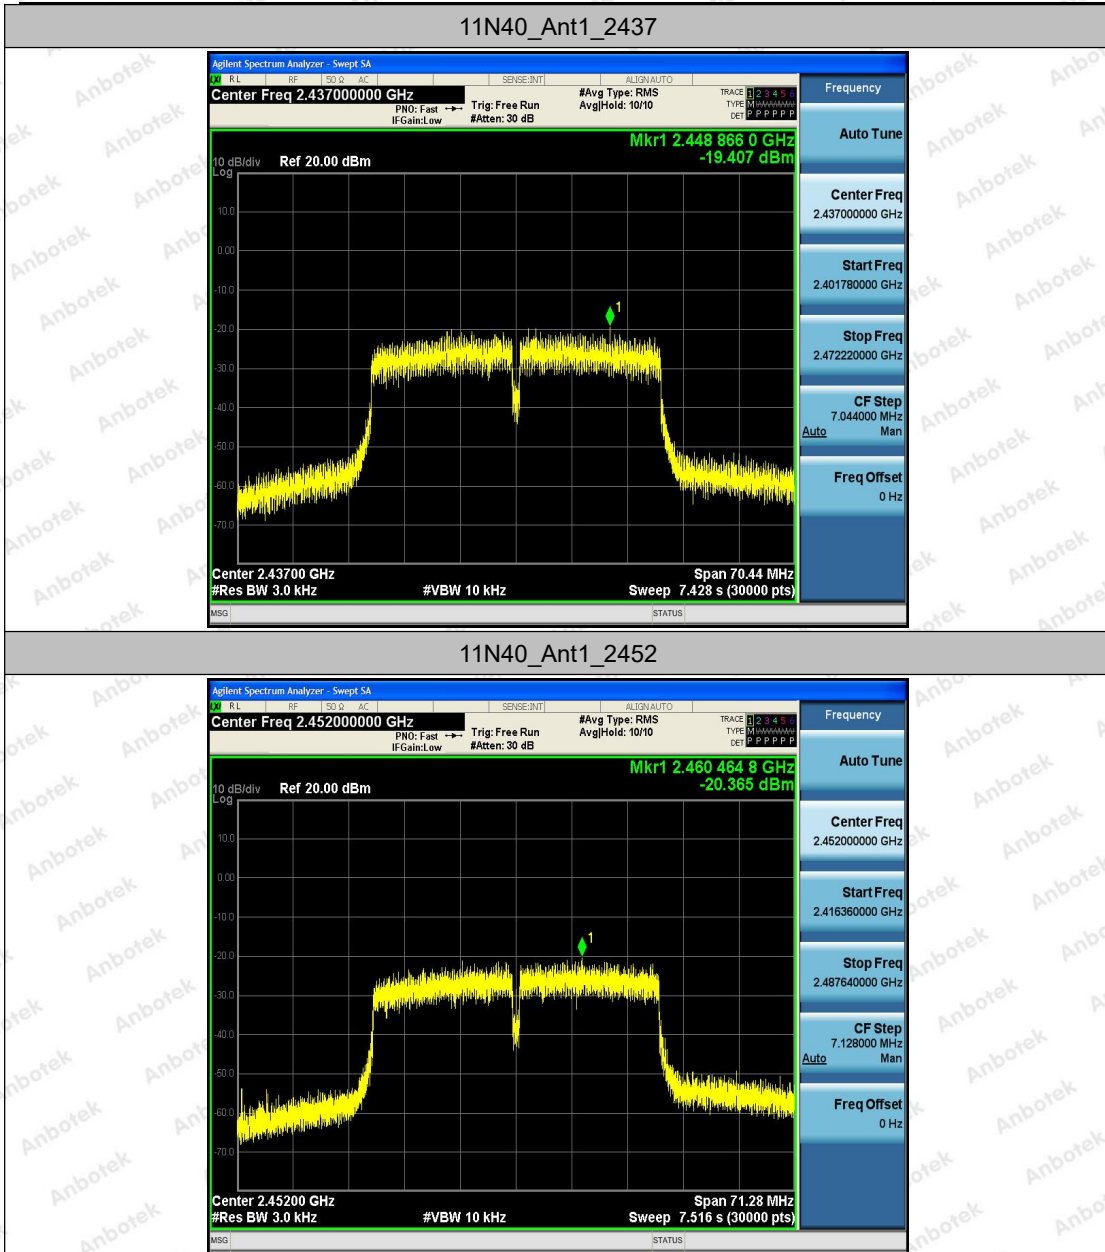 11N40_Ant1_2437
Agilent Spectrum Analyzer - Swept SA
LXI RL RF 50 Ω AC SENSE:INT ALIGNAUTO
Center Freq 2.437000000 GHz
PNO: Fast
IFGain:Low
Trig: Free Run
#Atten: 30 dB
#Avg Type: RMS
Avg|Hold: 10/10
TRACE 1 2 3 4 5 6
TYPE M
DET P P P P P P
Mkr1 2.448 866 0 GHz
-19.407 dBm
10 dB/div Ref 20.00 dBm
Log
10.0
0.00
-10.0
-20.0
-30.0
-40.0
-50.0
-60.0
-70.0
1
Center 2.43700 GHz Span 70.44 MHz
#Res BW 3.0 kHz #VBW 10 kHz Sweep 7.428 s (30000 pts)
MSG STATUS
Frequency
Auto Tune
Center Freq
2.437000000 GHz
Start Freq
2.401780000 GHz
Stop Freq
2.472220000 GHz
CF Step
7.044000 MHz
Auto Man
Freq Offset
0 Hz
11N40_Ant1_2452
Agilent Spectrum Analyzer - Swept SA
LXI RL RF 50 Ω AC SENSE:INT ALIGNAUTO
Center Freq 2.452000000 GHz
PNO: Fast
IFGain:Low
Trig: Free Run
#Atten: 30 dB
#Avg Type: RMS
Avg|Hold: 10/10
TRACE 1 2 3 4 5 6
TYPE M
DET P P P P P P
Mkr1 2.460 464 8 GHz
-20.365 dBm
10 dB/div Ref 20.00 dBm
Log
10.0
0.00
-10.0
-20.0
-30.0
-40.0
-50.0
-60.0
-70.0
1
Center 2.45200 GHz Span 71.28 MHz
#Res BW 3.0 kHz #VBW 10 kHz Sweep 7.516 s (30000 pts)
MSG STATUS
Frequency
Auto Tune
Center Freq
2.452000000 GHz
Start Freq
2.416360000 GHz
Stop Freq
2.487640000 GHz
CF Step
7.128000 MHz
Auto Man
Freq Offset
0 Hz
Anbotek